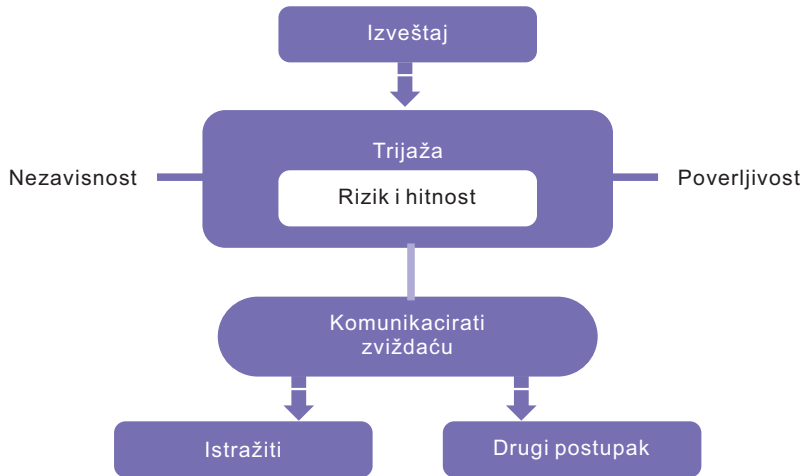 Izveštaj
Trijaža
Nezavisnost
Rizik i hitnost
Poverljivost
Komunikacirati
zviždaću
Istražiti
Drugi postupak